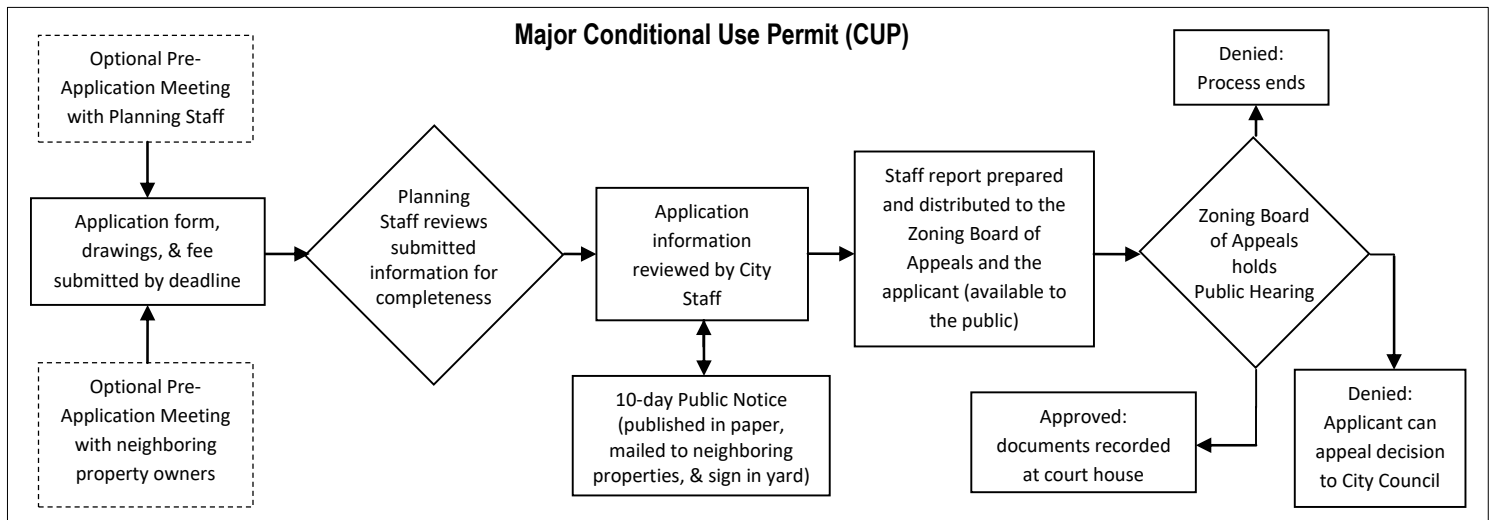 Major Conditional Use Permit (CUP)
Optional Pre-
Application Meeting
with Planning Staff
Application form,
drawings, & fee
submitted by deadline
Optional Pre-
Application Meeting
with neighboring
property owners
Planning
Staff reviews
submitted
information for
completeness
Application
information
reviewed by City
Staff
10-day Public Notice
(published in paper,
mailed to neighboring
properties, & sign in yard)
Staff report prepared
and distributed to the
Zoning Board of
Appeals and the
applicant (available to
the public)
Zoning Board
of Appeals
holds
Public Hearing
Denied:
Process ends
Approved:
documents recorded
at court house
Denied:
Applicant can
appeal decision
to City Council